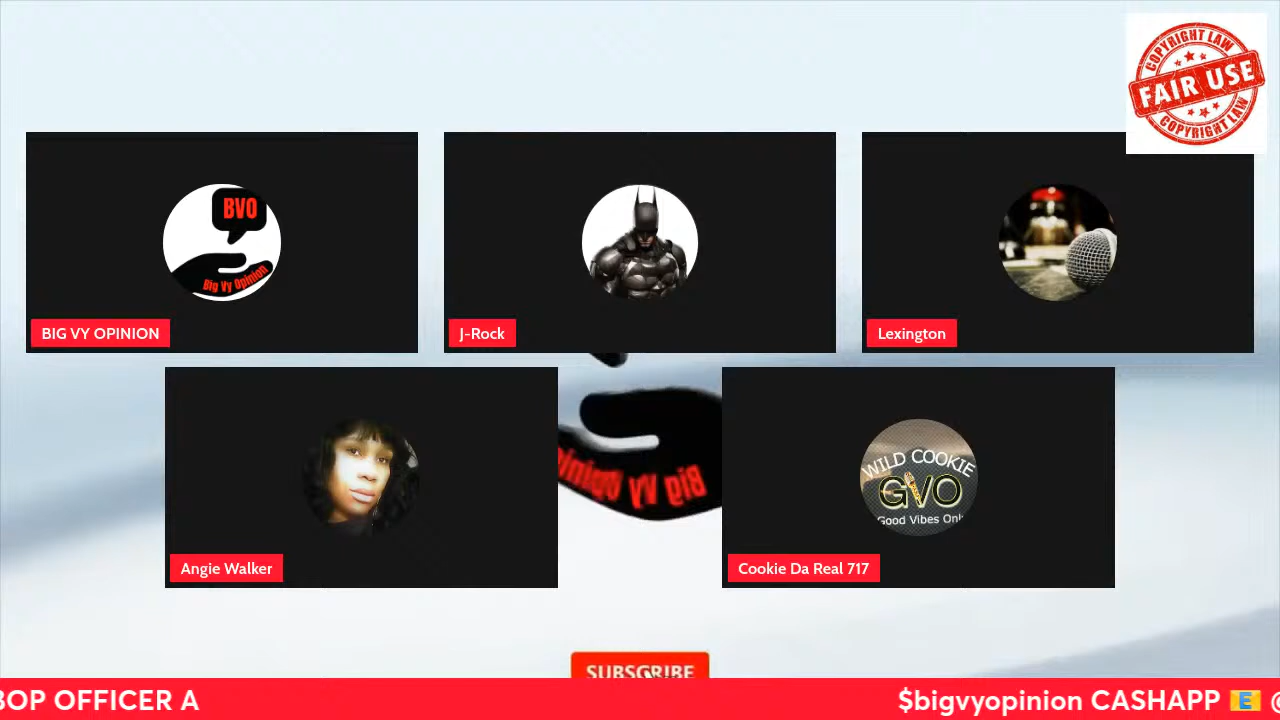 COPYRIGHT LAW
FAIR USE
COPYRIGHT LAW
BVO
Big Vy Opinion
BIG VY OPINION
J-Rock
Lexington
WILD COOKIE
GVO
Good Vibes Onl
Big Vy Opini
Angie Walker
Cookie Da Real 717
SUBSCRIBE
BOP OFFICER A
$bigvyopinion CASHAPP 📧 @